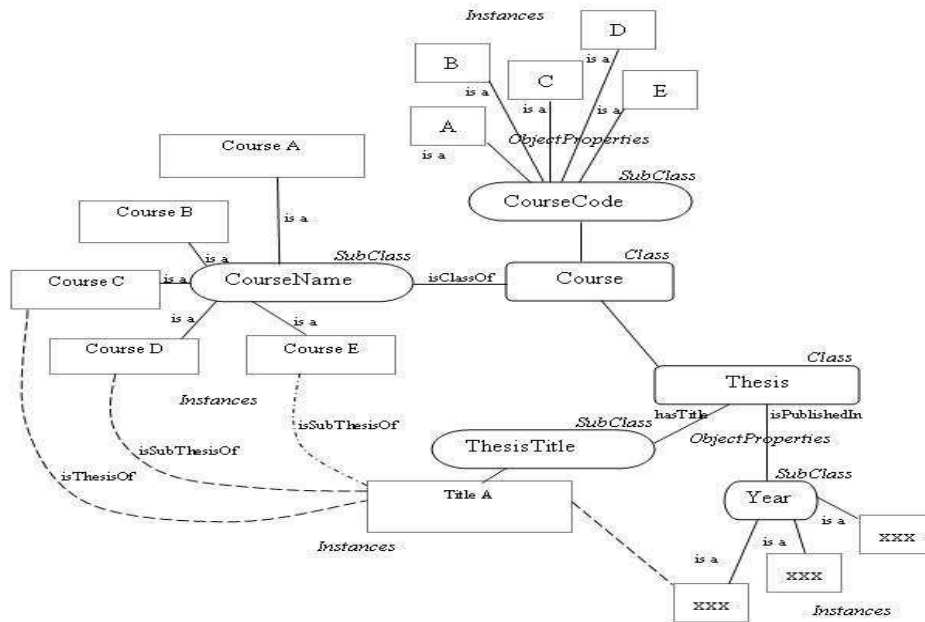 Instances
D
B
is a
C
is a
E
is a
is a
A
ObjectProperties
is a
Course A
SubClass
CourseCode
Course B
is a
SubClass
Class
is a
CourseName
isClassOf
Course
Course C
is a
is a
is a
Course D
Course E
Class
Thesis
Instances
hasTitle
isPublishedIn
isSubThesisOf
SubClass
ObjectProperties
ThesisTitle
isSubThesisOf
isThesisOf
SubClass
Title A
Year
is a
xxx
is a
is a
Instances
xxx
xxx
Instances